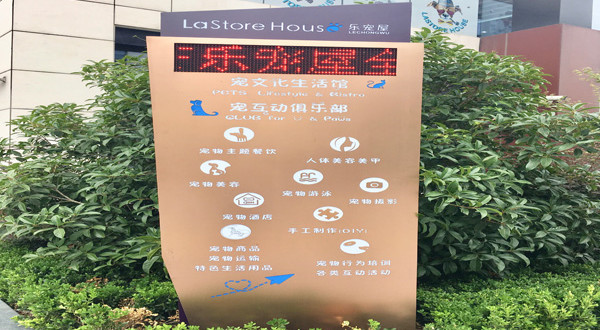 LaStore House 乐宠屋
LECHONGWU
乐宠屋
宠文化生活馆
PETS Lifestyle & Bistro
宠互动俱乐部
CLUB for U & Paws
宠物主题餐饮
人体美容美甲
宠物美容
宠物游泳
宠物摄影
宠物酒店
手工制作(DIY)
宠物商品
宠物运输
特色生活用品
宠物行为培训
各类互动活动
LASTORE HOUSE